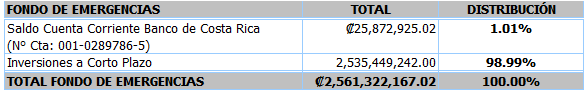 FONDO DE EMERGENCIAS TOTAL DISTRIBUCIÓN
Saldo Cuenta Corriente Banco de Costa Rica ₡25,872,925.02 1.01%
(Nº Cta: 001-0289786-5)
Inversiones a Corto Plazo 2,535,449,242.00 98.99%
TOTAL FONDO DE EMERGENCIAS ₡2,561,322,167.02 100.00%